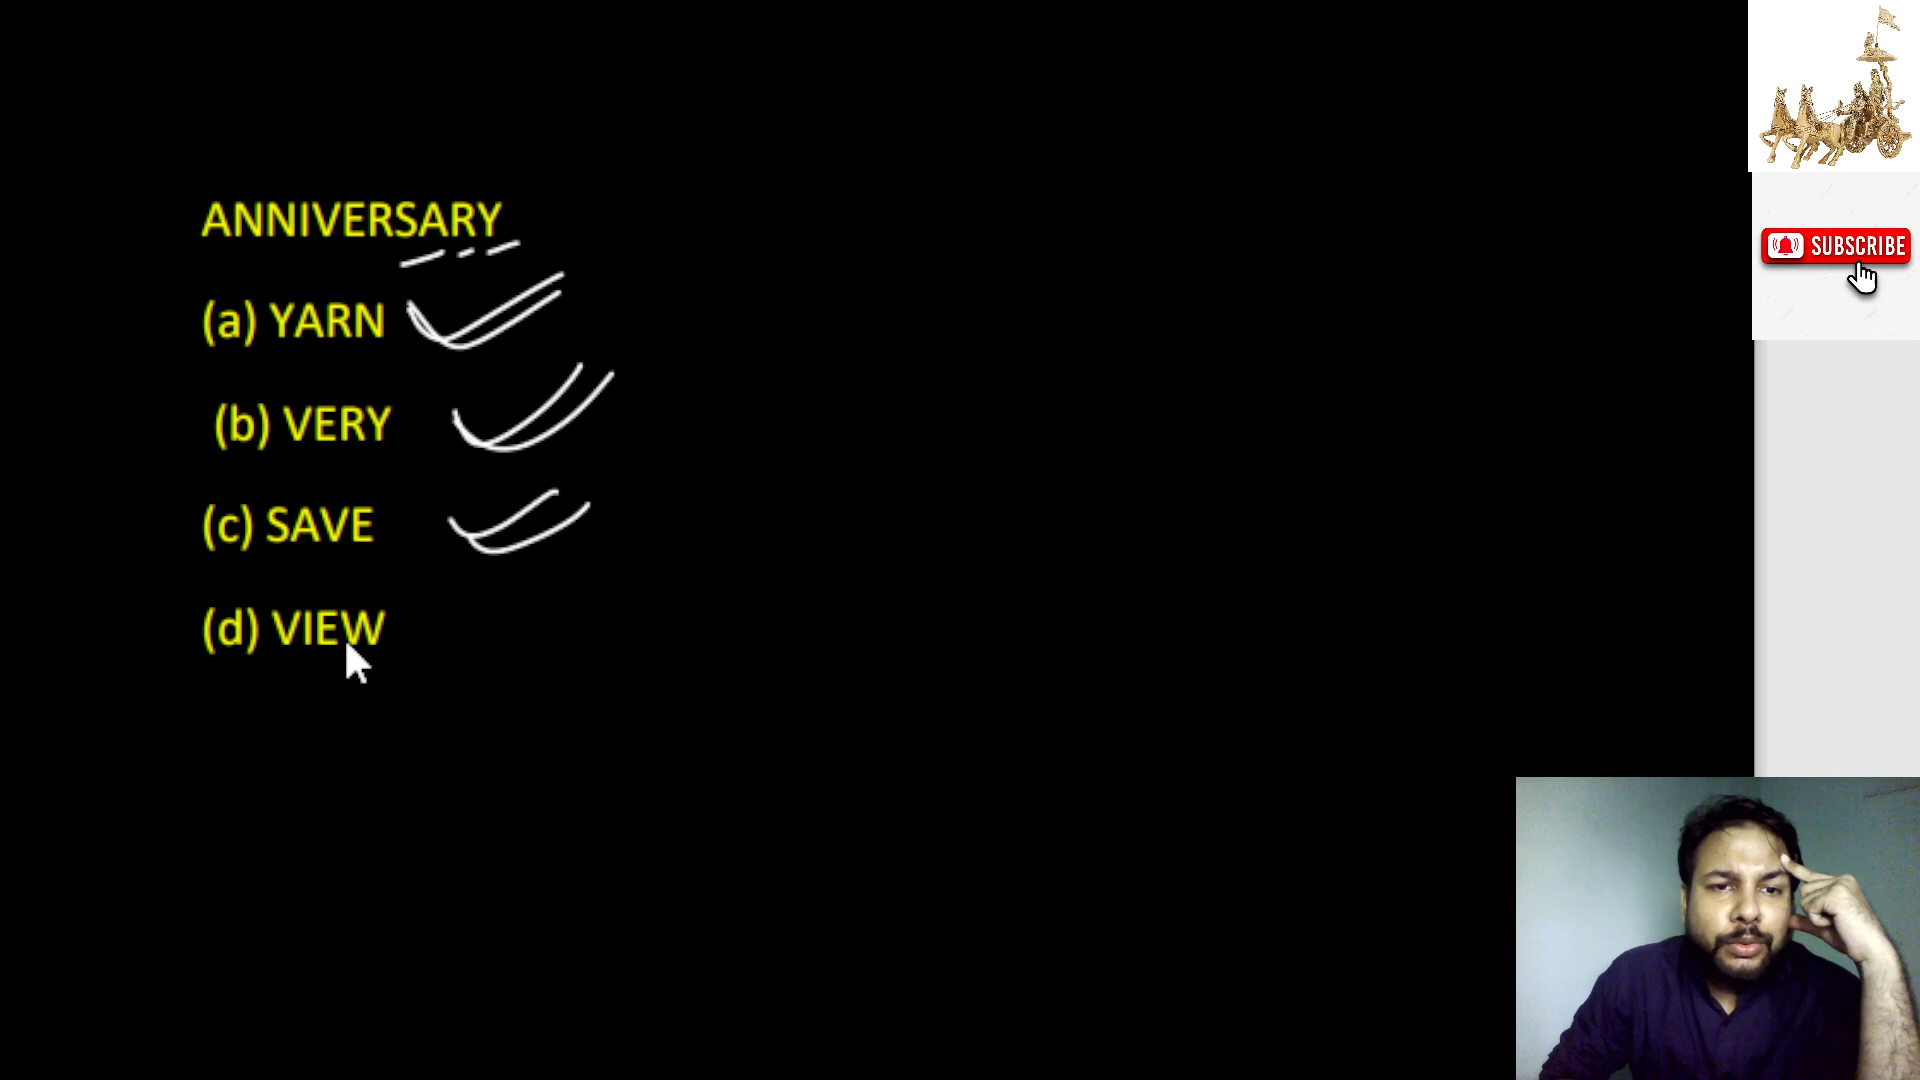 ANNIVERSARY
(a) YARN
(b) VERY
(c) SAVE
(d) VIEW
SUBSCRIBE